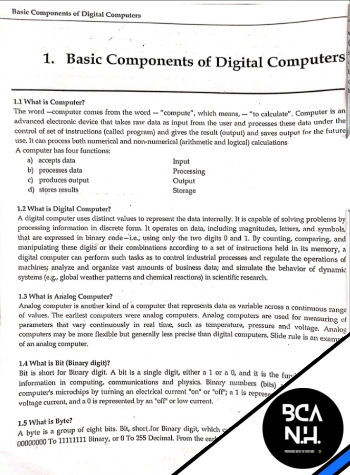 Basic Components of Digital Computers
1. Basic Components of Digital Computers
1.1 What is Computer?
The word —computer comes from the word — "compute", which means, — "to calculate". Computer is an
advanced electronic device that takes raw data as input from the user and processes these data under the
control of set of instructions (called program) and gives the result (output) and saves output for the future
use. It can process both numerical and non-numerical (arithmetic and logical) calculations
A computer has four functions:
a) accepts data Input
b) processes data Processing
c) produces output Output
d) stores results Storage
1.2 What is Digital Computer?
A digital computer uses distinct values to represent the data internally. It is capable of solving problems by
processing information in discrete form. It operates on data, including magnitudes, letters, and symbols,
that are expressed in binary code—i.e., using only the two digits 0 and 1. By counting, comparing, and
manipulating these digits or their combinations according to a set of instructions held in its memory, a
digital computer can perform such tasks as to control industrial processes and regulate the operations of
machines; analyze and organize vast amounts of business data; and simulate the behavior of dynamic
systems (e.g., global weather patterns and chemical reactions) in scientific research.
1.3 What is Analog Computer?
Analog computer is another kind of a computer that represents data as variable across a continuous range
of values. The earliest computers were analog computers. Analog computers are used for measuring of
parameters that vary continuously in real time, such as temperature, pressure and voltage. Analog
computers may be more flexible but generally less precise than digital computers. Slide rule is an example
of an analog computer.
1.4 What is Bit (Binary digit)?
Bit is short for Binary digit. A bit is a single digit, either a 1 or a 0, and it is the
information in computing, communications and physics. Binary numbers (bits)
computer's microchips by turning an electrical current "on" or "off"; a 1 is
voltage current, and a 0 is represented by an "off" or low current.
1.5 What is Byte?
A byte is a group of eight bits. Bit, short for Binary digit, which
00000000 To 11111111 Binary, or 0 To 255 Decimal. From the
BCA
N.H.